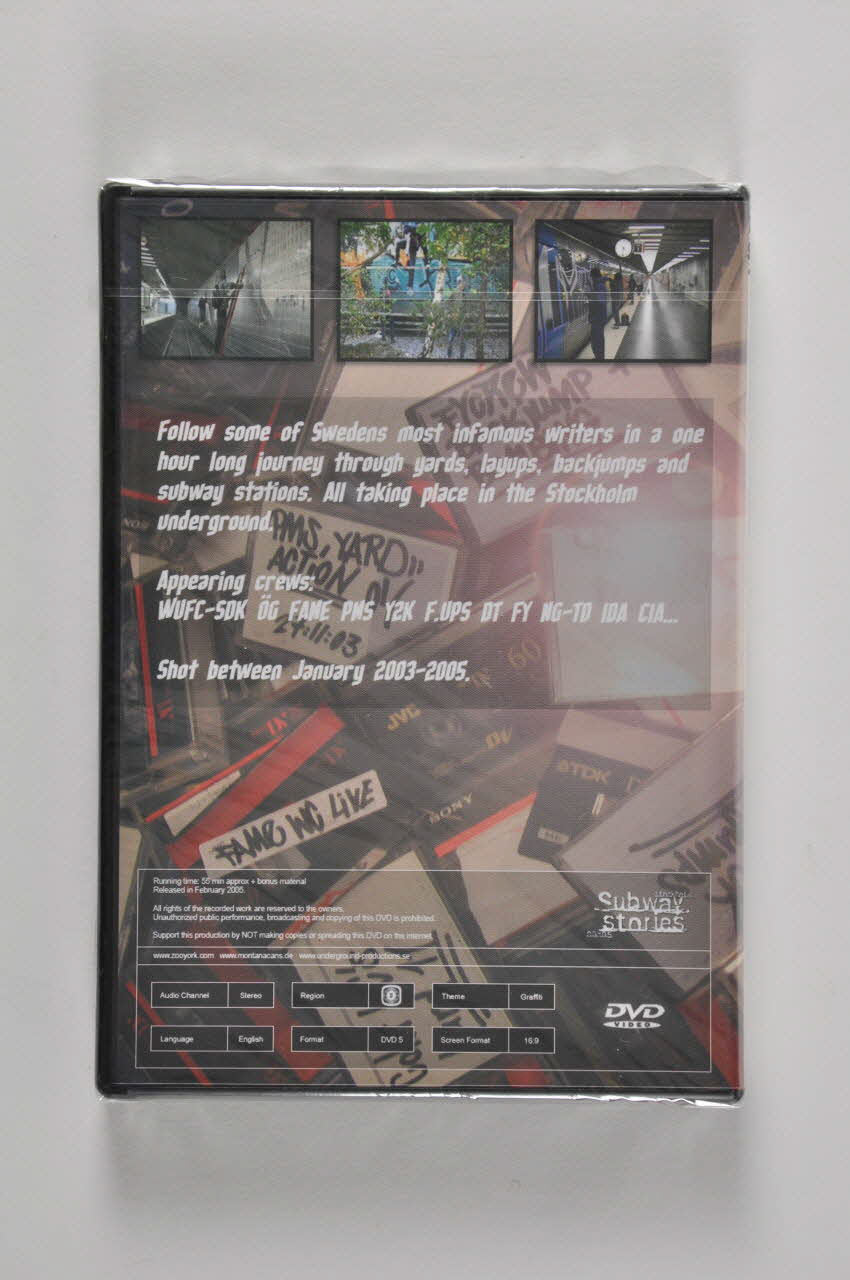 Follow some of Swedens most infamous writers in a one
hour long journey through yards, layups, backjumps and
subway stations. All taking place in the Stockholm
underground.
PMS, YARD"
ACTION DV
24:11:03
Appearing crews:
WUFC-SDK ÖG FAME PMS Y2K F.UPS DT FY NG-TD IDA CIA...
Shot between January 2003-2005.
60
JVC
DV
TDK
SONY
FAME WC LIVE
Running time: 56 min approx + bonus material
Released in February 2005.
All rights of the recorded work are reserved to the owners.
Unauthorized public performance, broadcasting and copying of this DVD is prohibited.
Support this production by NOT making copies or spreading this DVD on the internet.
www.zooyork.com www.montanacans.de www.underground-productions.se
Subway
stories
Audio Channel Stereo Region 0 Theme Graffiti
Language English Format DVD 5 Screen Format 16:9
DVD
VIDEO